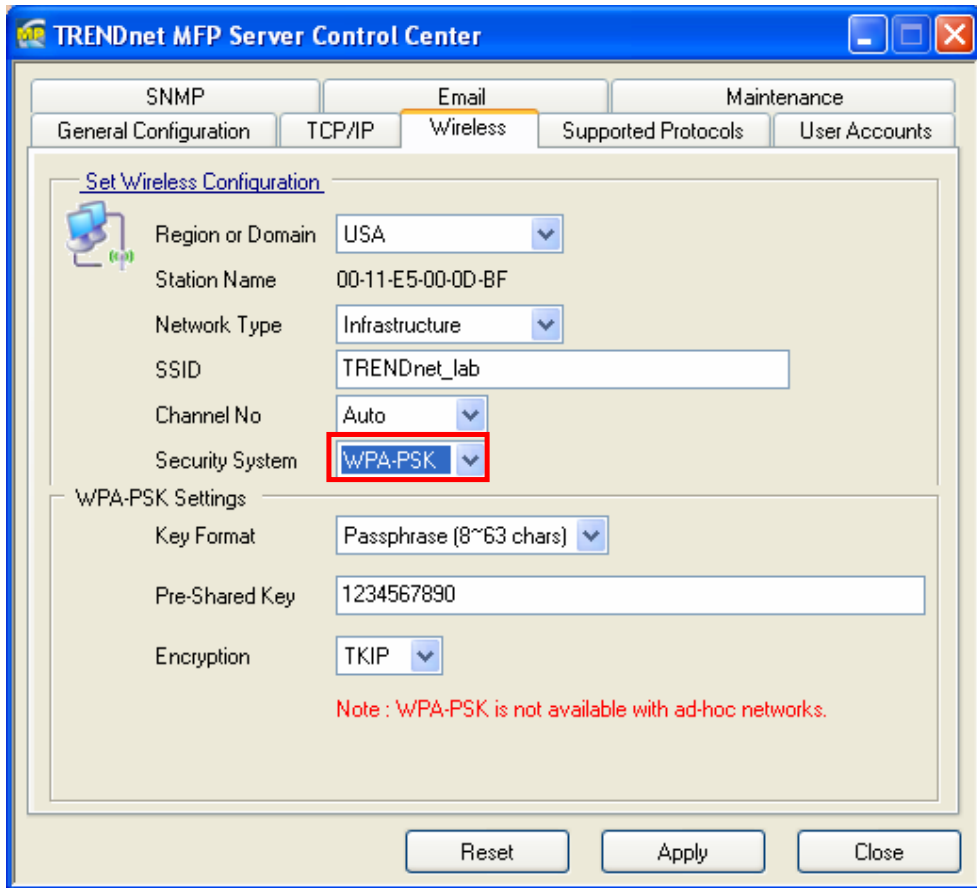 TRENDnet MFP Server Control Center
SNMP Email Maintenance
General Configuration TCP/IP Wireless Supported Protocols User Accounts
Set Wireless Configuration
Region or Domain USA
Station Name 00-11-E5-00-0D-BF
Network Type Infrastructure
SSID TRENDnet_lab
Channel No Auto
Security System WPA-PSK
WPA-PSK Settings
Key Format Passphrase (8~63 chars)
Pre-Shared Key 1234567890
Encryption TKIP
Note : WPA-PSK is not available with ad-hoc networks.
Reset Apply Close